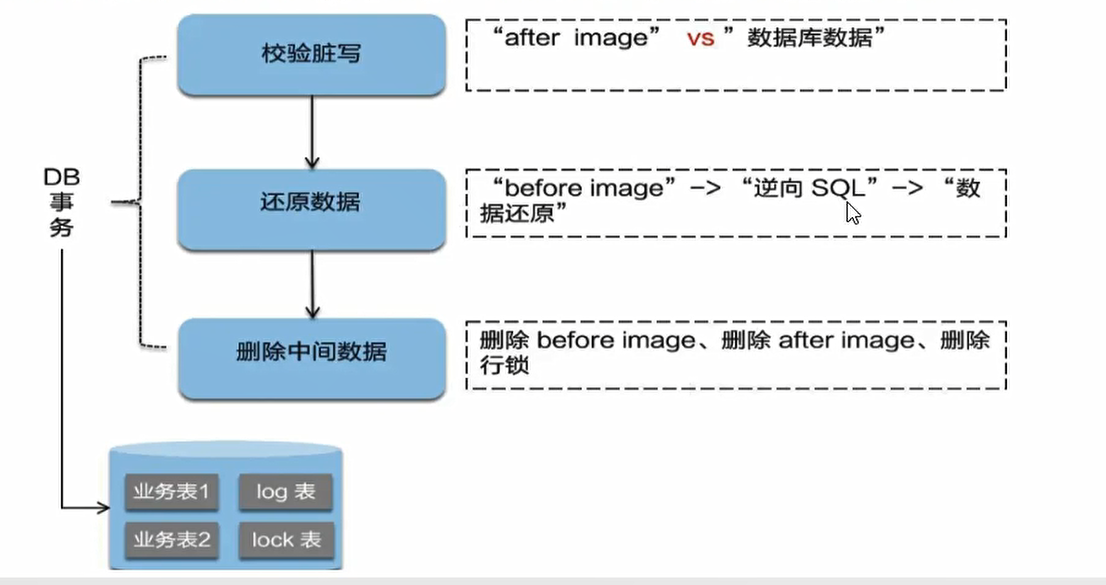 校验脏写
“after image” vs ”数据库数据”
DB
事
务
还原数据
“before image”—> “逆向 SQL”—> “数
据还原”
删除中间数据
删除 before image、删除 after image、删除
行锁
业务表1
log 表
业务表2
lock 表